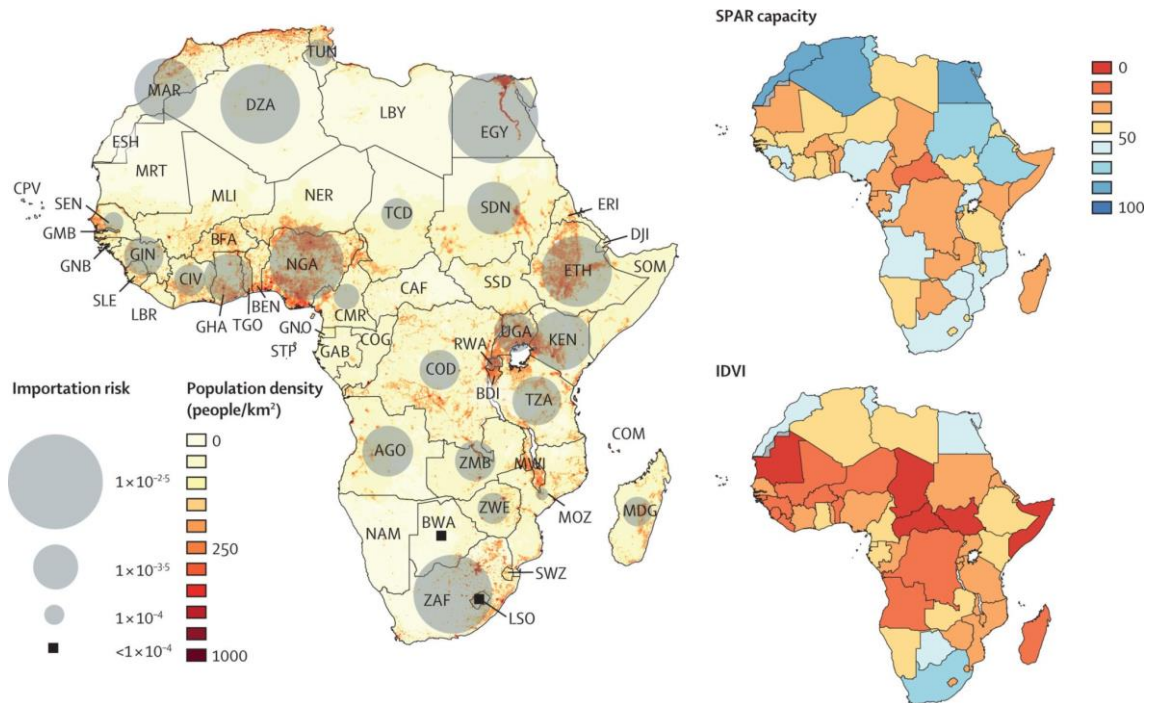 SPAR capacity
TUN
MAR
DZA
LBY
EGY
ESH
MRT
MLI
NER
TCD
SDN
ERI
CPV
SEN
GMB
GNB
GIN
BFA
NGA
DJI
ETH
SOM
SLE
CIV
LBR
GHA
TGO
BEN
CMR
CAF
SSD
GNQ
STP
GAB
COG
UGA
KEN
RWA
COD
BDI
TZA
COM
AGO
ZMB
MWI
ZWE
MOZ
MDG
NAM
BWA
SWZ
ZAF
LSO
0
50
100
IDVI
Importation risk
1×10⁻²·⁵
1×10⁻³·⁵
1×10⁻⁴
<1×10⁻⁴
Population density
(people/km²)
0
250
1000